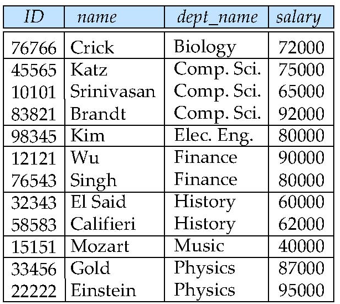 ID name dept_name salary
76766 Crick Biology 72000
45565 Katz Comp. Sci. 75000
10101 Srinivasan Comp. Sci. 65000
83821 Brandt Comp. Sci. 92000
98345 Kim Elec. Eng. 80000
12121 Wu Finance 90000
76543 Singh Finance 80000
32343 El Said History 60000
58583 Califieri History 62000
15151 Mozart Music 40000
33456 Gold Physics 87000
22222 Einstein Physics 95000